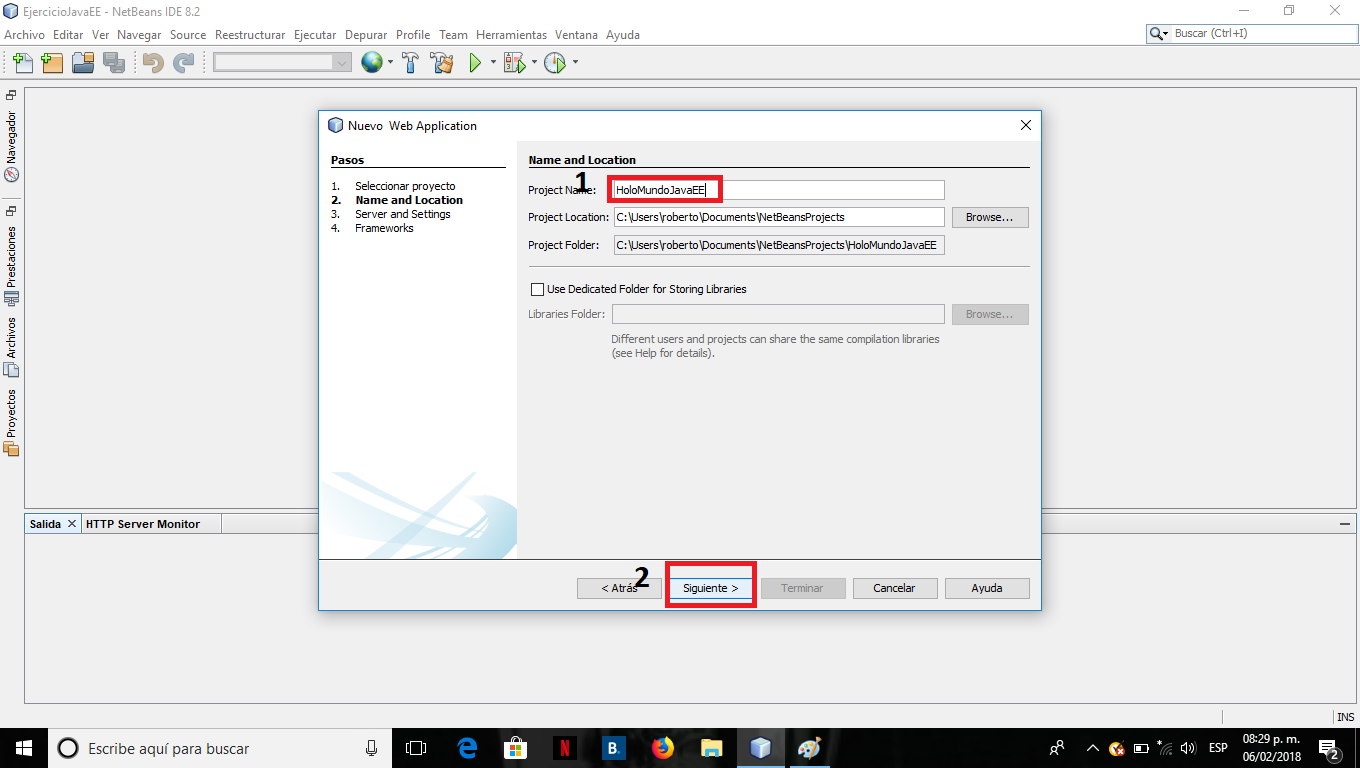 EjercicioJavaEE - NetBeans IDE 8.2
Archivo Editar Ver Navegar Source Reestructurar Ejecutar Depurar Profile Team Herramientas Ventana Ayuda
Buscar (Ctrl+I)
Navegador
Prestaciones
Archivos
Proyectos
Nuevo Web Application
Pasos
1. Seleccionar proyecto
2. Name and Location
3. Server and Settings
4. Frameworks
Name and Location
1
Project Name: HoloMundoJavaEE
Project Location: C:\Users\roberto\Documents\NetBeansProjects Browse...
Project Folder: C:\Users\roberto\Documents\NetBeansProjects\HoloMundoJavaEE
Use Dedicated Folder for Storing Libraries
Libraries Folder: Browse...
Different users and projects can share the same compilation libraries
(see Help for details).
2
< Atrás Siguiente > Terminar Cancelar Ayuda
Salida HTTP Server Monitor
INS
Escribe aquí para buscar
N
B.
ESP
08:29 p. m.
06/02/2018
2